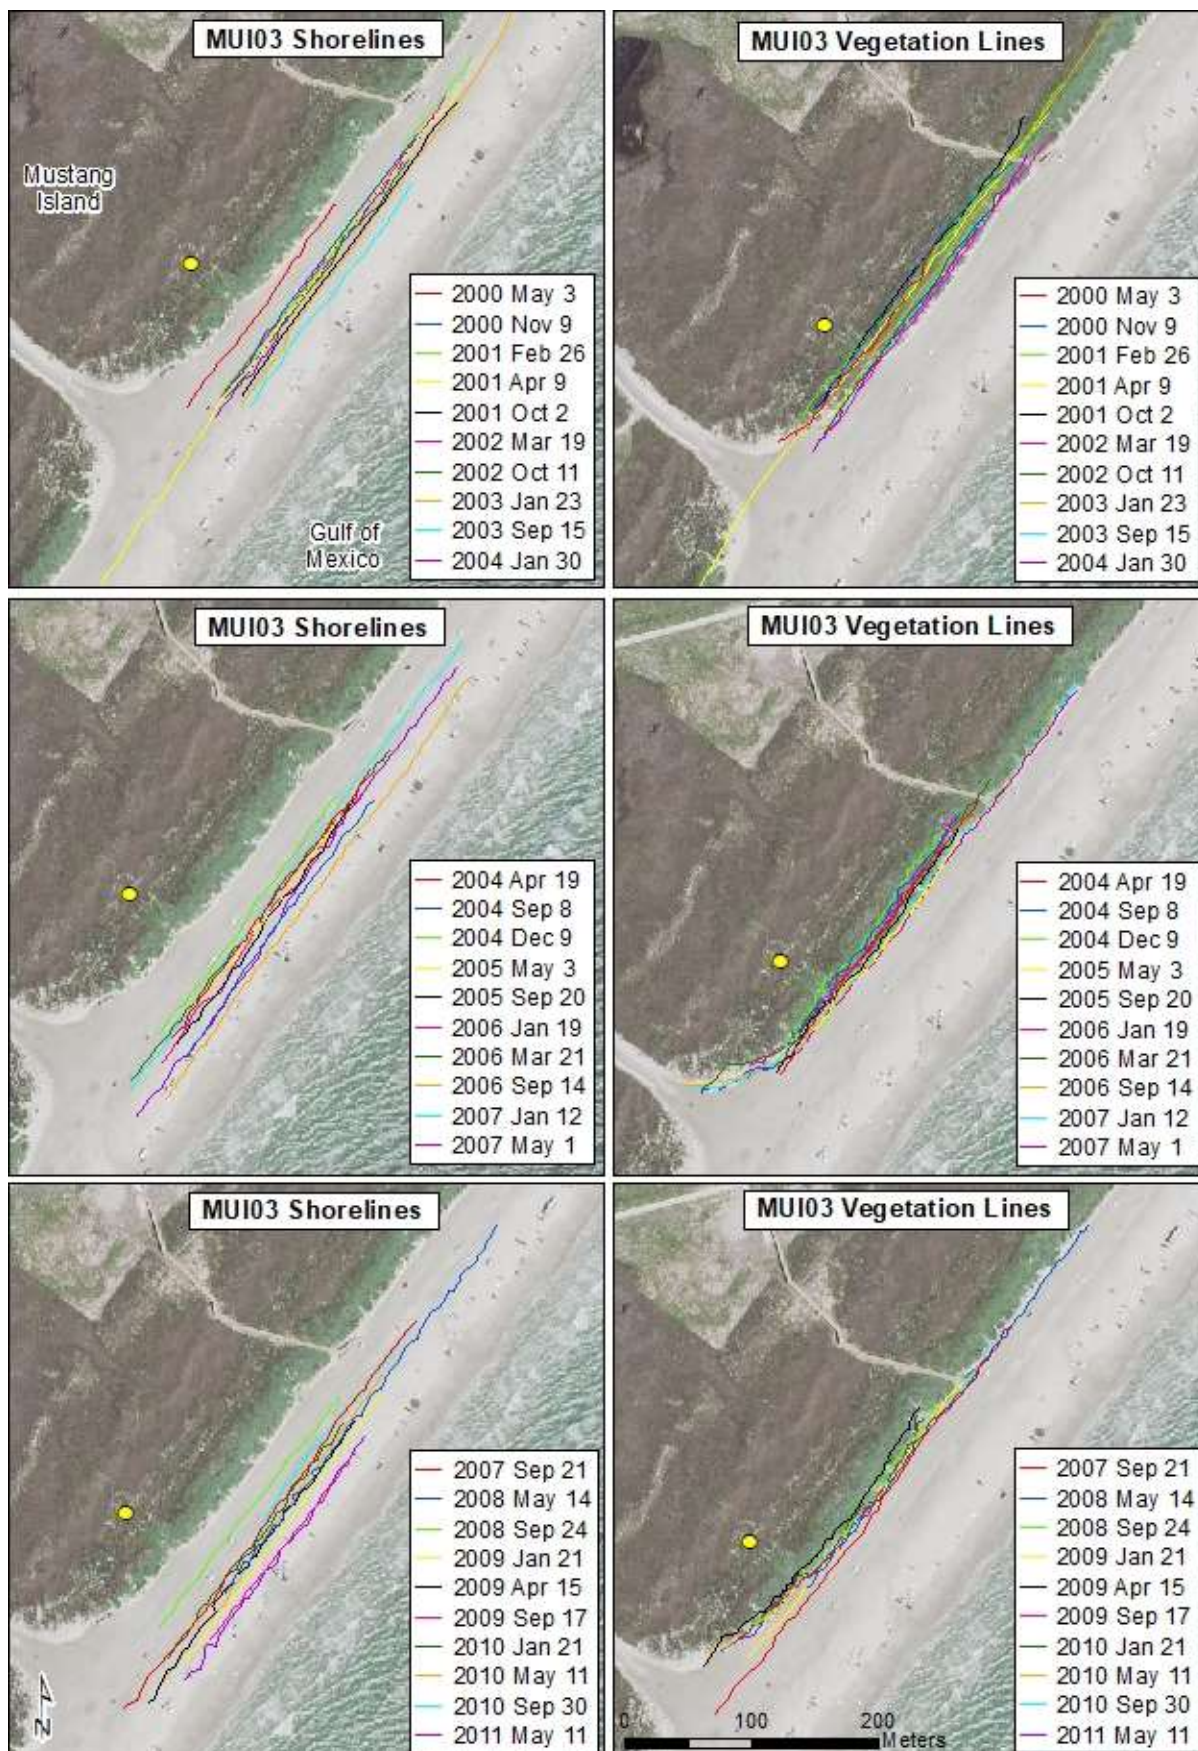 MUI03 Shorelines
Mustang
Island
2000 May 3
2000 Nov 9
2001 Feb 26
2001 Apr 9
2001 Oct 2
2002 Mar 19
2002 Oct 11
2003 Jan 23
2003 Sep 15
2004 Jan 30
Gulf of
Mexico
MUI03 Vegetation Lines
2000 May 3
2000 Nov 9
2001 Feb 26
2001 Apr 9
2001 Oct 2
2002 Mar 19
2002 Oct 11
2003 Jan 23
2003 Sep 15
2004 Jan 30
MUI03 Shorelines
2004 Apr 19
2004 Sep 8
2004 Dec 9
2005 May 3
2005 Sep 20
2006 Jan 19
2006 Mar 21
2006 Sep 14
2007 Jan 12
2007 May 1
MUI03 Vegetation Lines
2004 Apr 19
2004 Sep 8
2004 Dec 9
2005 May 3
2005 Sep 20
2006 Jan 19
2006 Mar 21
2006 Sep 14
2007 Jan 12
2007 May 1
MUI03 Shorelines
2007 Sep 21
2008 May 14
2008 Sep 24
2009 Jan 21
2009 Apr 15
2009 Sep 17
2010 Jan 21
2010 May 11
2010 Sep 30
2011 May 11
N
MUI03 Vegetation Lines
2007 Sep 21
2008 May 14
2008 Sep 24
2009 Jan 21
2009 Apr 15
2009 Sep 17
2010 Jan 21
2010 May 11
2010 Sep 30
2011 May 11
0 100 200
Meters